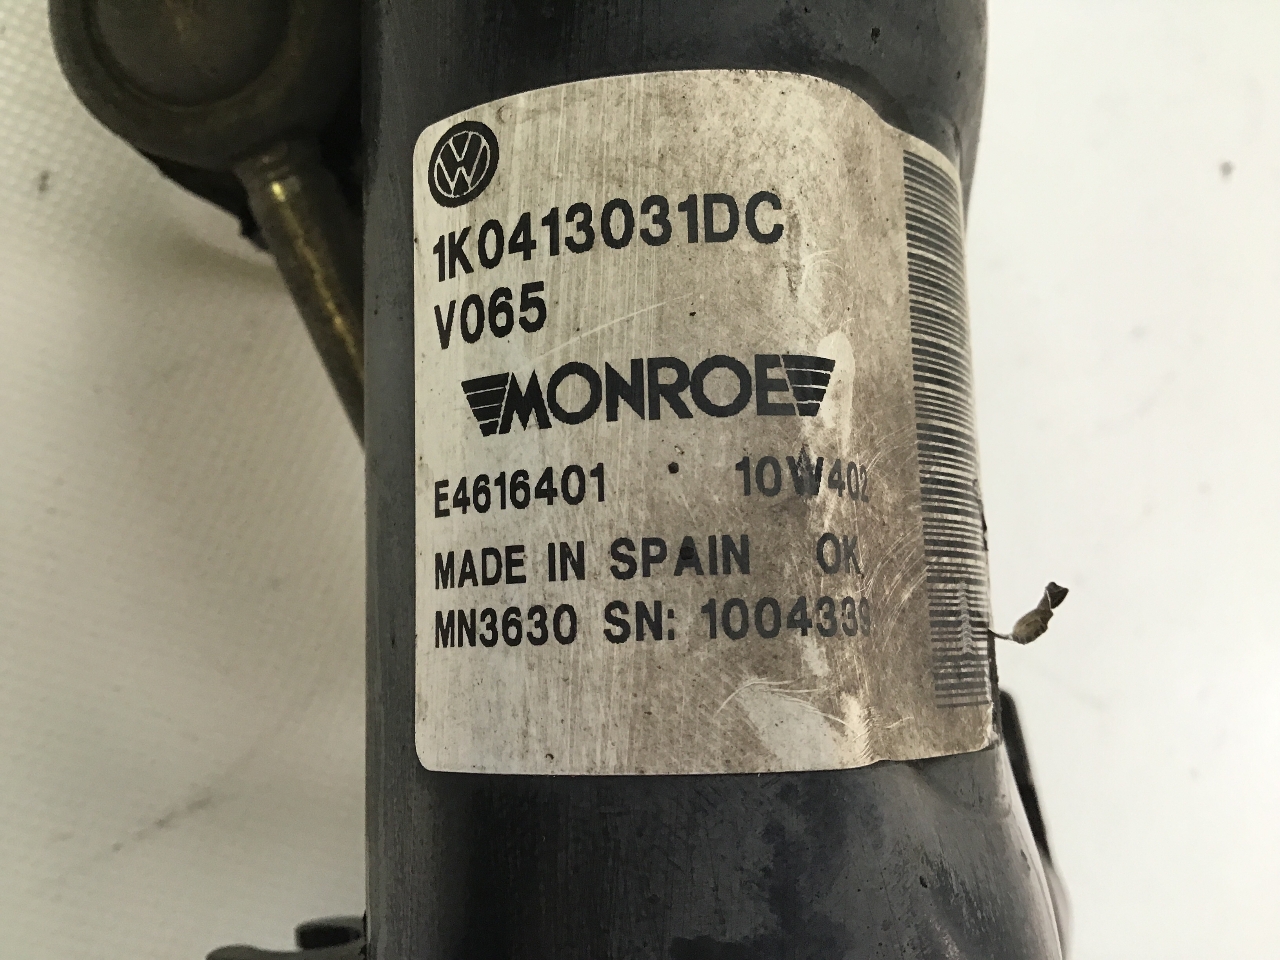 1K0413031DC
V065
MONROE
E4616401 10W402
MADE IN SPAIN OK
MN3630 SN: 1004339